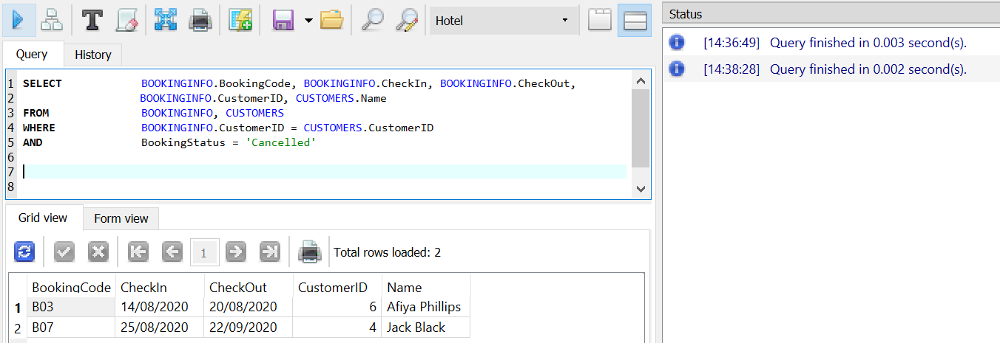 Hotel
Query History
1 SELECT BOOKINGINFO.BookingCode, BOOKINGINFO.CheckIn, BOOKINGINFO.CheckOut,
2 BOOKINGINFO.CustomerID, CUSTOMERS.Name
3 FROM BOOKINGINFO, CUSTOMERS
4 WHERE BOOKINGINFO.CustomerID = CUSTOMERS.CustomerID
5 AND BookingStatus = 'Cancelled'
6
7
8
Grid view Form view
1 Total rows loaded: 2
BookingCode CheckIn CheckOut CustomerID Name
1 B03 14/08/2020 20/08/2020 6 Afiya Phillips
2 B07 25/08/2020 22/09/2020 4 Jack Black
Status
[14:36:49] Query finished in 0.003 second(s).
[14:38:28] Query finished in 0.002 second(s).